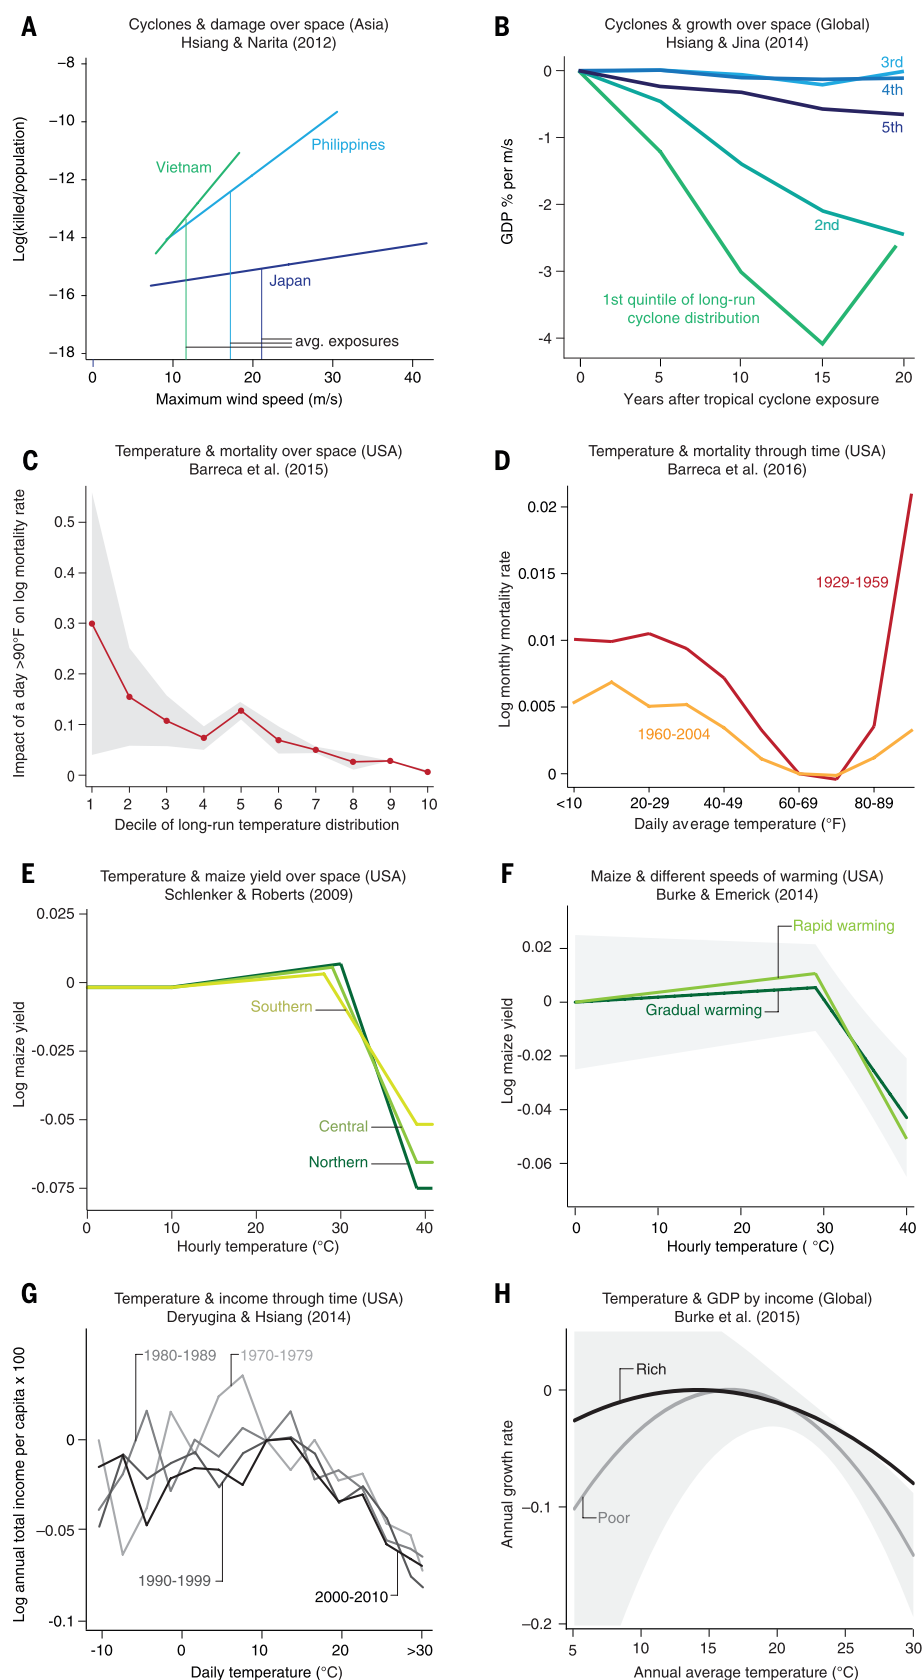 A
Cyclones & damage over space (Asia)
Hsiang & Narita (2012)
Log(killed/population)
−8
−10
−12
−14
−16
−18
Vietnam
Philippines
Japan
avg. exposures
0
10
20
30
40
Maximum wind speed (m/s)
B
Cyclones & growth over space (Global)
Hsiang & Jina (2014)
GDP % per m/s
0
-1
-2
-3
-4
3rd
4th
5th
2nd
1st quintile of long-run
cyclone distribution
0
5
10
15
20
Years after tropical cyclone exposure
C
Temperature & mortality over space (USA)
Barreca et al. (2015)
Impact of a day >90°F on log mortality rate
0.5
0.4
0.3
0.2
0.1
0
1
2
3
4
5
6
7
8
9
10
Decile of long-run temperature distribution
D
Temperature & mortality through time (USA)
Barreca et al. (2016)
Log monthly mortality rate
0.02
0.015
0.01
0.005
0
1929-1959
1960-2004
<10
20-29
40-49
60-69
80-89
Daily average temperature (°F)
E
Temperature & maize yield over space (USA)
Schlenker & Roberts (2009)
Log maize yield
0.025
0
-0.025
-0.05
-0.075
Southern
Central
Northern
0
10
20
30
40
Hourly temperature (°C)
F
Maize & different speeds of warming (USA)
Burke & Emerick (2014)
Log maize yield
0.02
0
-0.02
-0.04
-0.06
Rapid warming
Gradual warming
0
10
20
30
40
Hourly temperature ( °C)
G
Temperature & income through time (USA)
Deryugina & Hsiang (2014)
Log annual total income per capita x 100
0
−0.05
-0.1
1980-1989
1970-1979
1990-1999
2000-2010
-10
0
10
20
>30
Daily temperature (°C)
H
Temperature & GDP by income (Global)
Burke et al. (2015)
Annual growth rate
0
−0.1
−0.2
Rich
Poor
5
10
15
20
25
30
Annual average temperature (°C)